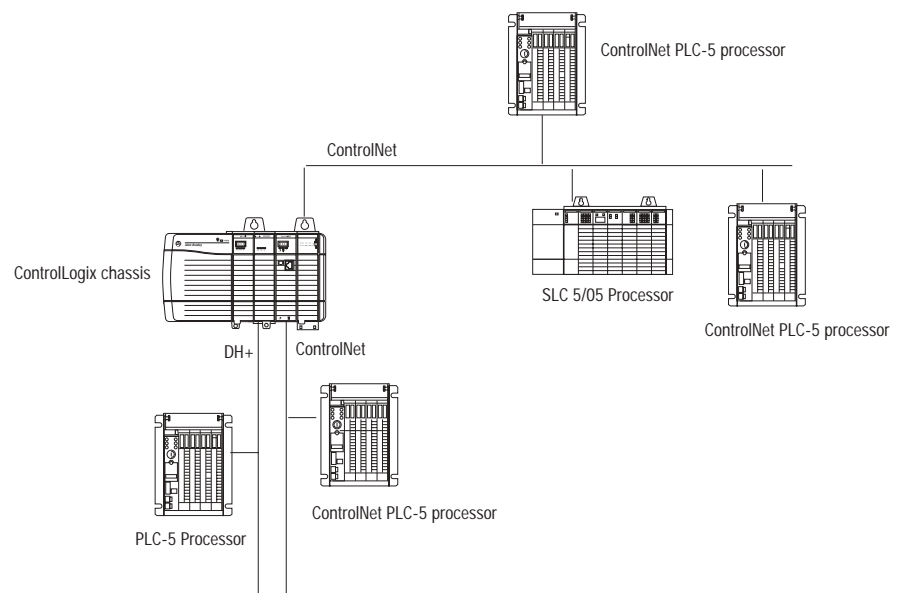 ControlNet PLC-5 processor
ControlNet
ControlLogix chassis
SLC 5/05 Processor
ControlNet PLC-5 processor
DH+
ControlNet
ControlNet PLC-5 processor
PLC-5 Processor